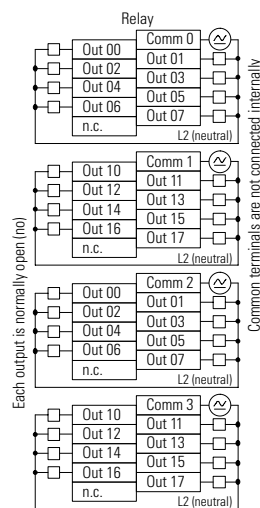 Relay
Comm 0
Out 00
Out 01
Out 02
Out 03
Out 04
Out 05
Out 06
Out 07
n.c.
L2 (neutral)
Comm 1
Out 10
Out 11
Out 12
Out 13
Out 14
Out 15
Out 16
Out 17
n.c.
L2 (neutral)
Comm 2
Out 00
Out 01
Out 02
Out 03
Out 04
Out 05
Out 06
Out 07
n.c.
L2 (neutral)
Comm 3
Out 10
Out 11
Out 12
Out 13
Out 14
Out 15
Out 16
Out 17
n.c.
L2 (neutral)
Each output is normally open (no)
Common terminals are not connected internally